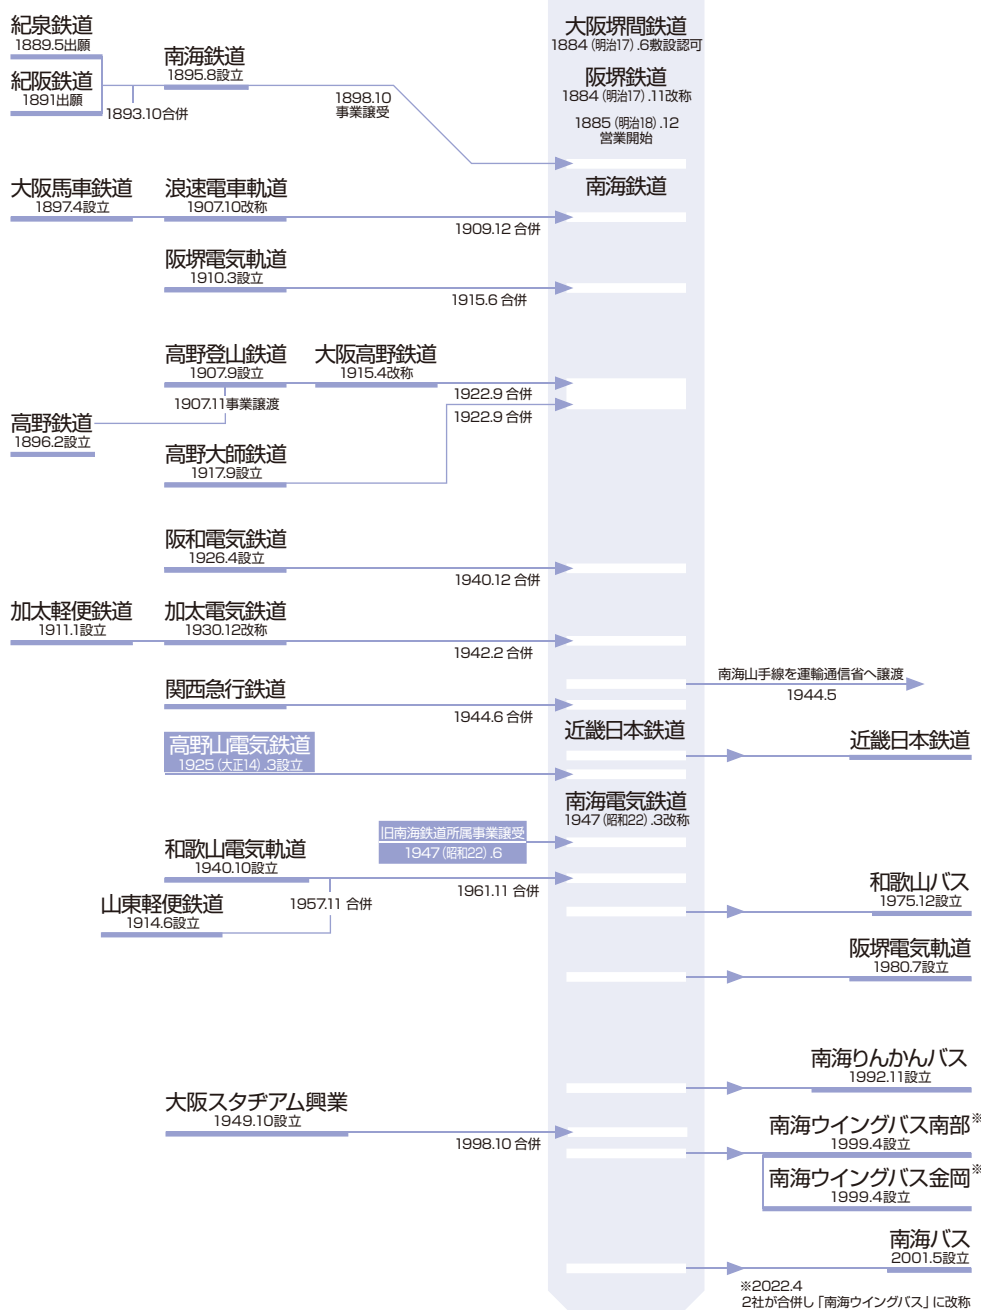 紀泉鉄道
1889.5出願
紀阪鉄道
1891出願
1893.10合併
南海鉄道
1895.8設立
1898.10
事業譲受
大阪堺間鉄道
1884（明治17）.6敷設認可
阪堺鉄道
1884（明治17）.11改称
1885（明治18）.12
営業開始
南海鉄道
大阪馬車鉄道
1897.4設立
浪速電車軌道
1907.10改称
1909.12 合併
阪堺電気軌道
1910.3設立
1915.6 合併
高野登山鉄道
1907.9設立
大阪高野鉄道
1915.4改称
1922.9 合併
1907.11事業譲渡
1922.9 合併
高野鉄道
1896.2設立
高野大師鉄道
1917.9設立
阪和電気鉄道
1926.4設立
1940.12 合併
加太軽便鉄道
1911.1設立
加太電気鉄道
1930.12改称
1942.2 合併
南海山手線を運輸通信省へ譲渡
1944.5
関西急行鉄道
1944.6 合併
近畿日本鉄道
近畿日本鉄道
高野山電気鉄道
1925（大正14）.3設立
南海電気鉄道
1947（昭和22）.3改称
旧南海鉄道所属事業譲受
1947（昭和22）.6
和歌山電気軌道
1940.10設立
1961.11 合併
1957.11 合併
山東軽便鉄道
1914.6設立
和歌山バス
1975.12設立
阪堺電気軌道
1980.7設立
南海りんかんバス
1992.11設立
大阪スタヂアム興業
1949.10設立
1998.10 合併
南海ウイングバス南部※
1999.4設立
南海ウイングバス金岡※
1999.4設立
南海バス
2001.5設立
※2022.4
2社が合併し「南海ウイングバス」に改称